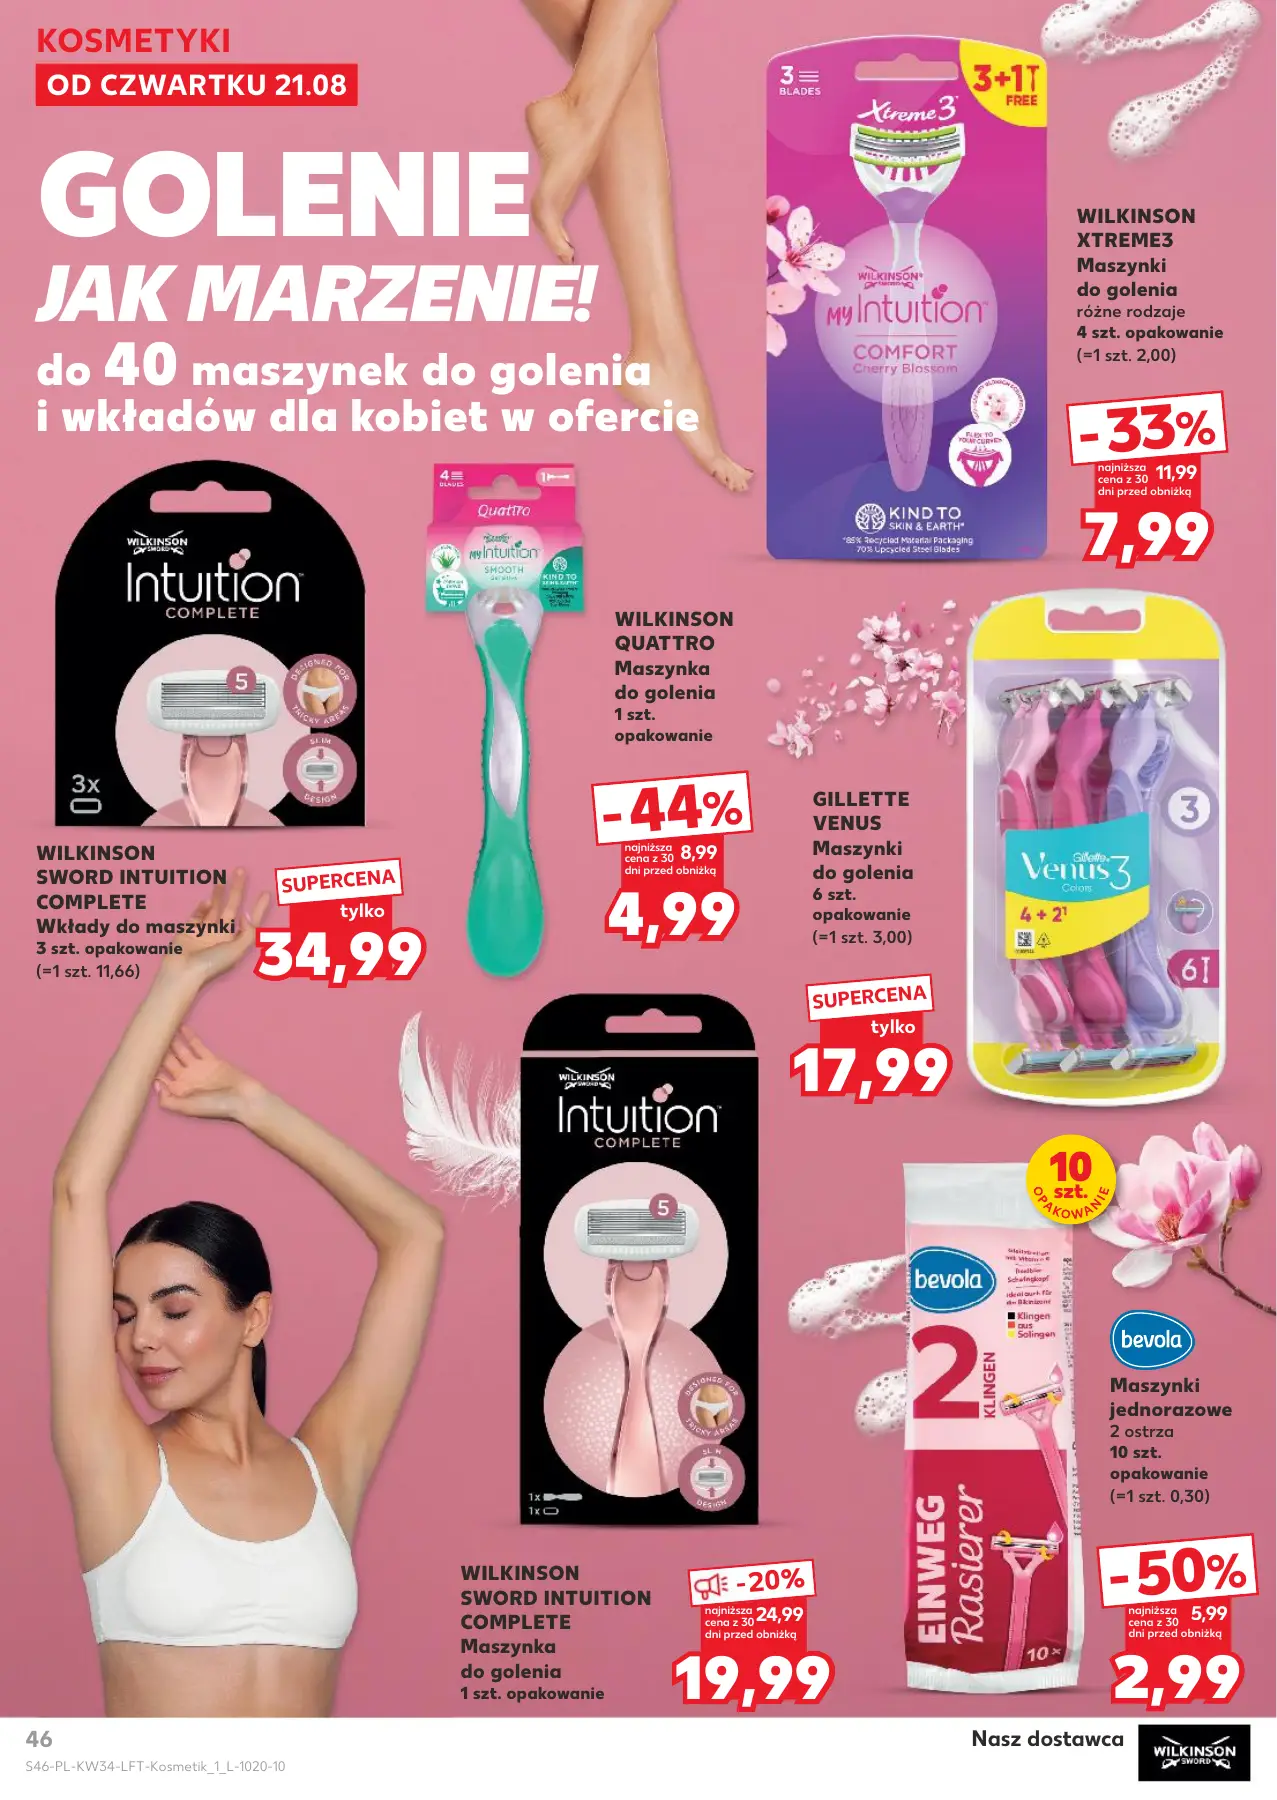 KOSMETYKI
OD CZWARTKU 21.08
GOLENIE
JAK MARZENIE!
do 40 maszynek do golenia
i wkładów dla kobiet w ofercie
3 BLADES
3+1 FREE
Xtreme3
WILKINSON SWORD
My Intuition
COMFORT
Cherry Blossom
FLEX TO
YOUR CURVES
KIND TO
SKIN & EARTH*
*85% Recycled Material Packaging
70% Upcycled Steel Blades
WILKINSON
XTREME3
Maszynki
do golenia
różne rodzaje
4 szt. opakowanie
(=1 szt. 2,00)
-33%
najniższa
cena z 30 11,99
dni przed obniżką
7,99
WILKINSON
SWORD
Intuition
COMPLETE
5
DESIGNED FOR
TRICKY AREAS
SLIM
DESIGN
3x
WILKINSON
SWORD INTUITION
COMPLETE
Wkłady do maszynki
3 szt. opakowanie
(=1 szt. 11,66)
SUPERCENA
tylko
34,99
4 BLADES
1
Quattro
My Intuition
SMOOTH
KIND TO
WILKINSON
QUATTRO
Maszynka
do golenia
1 szt.
opakowanie
-44%
najniższa
cena z 30 8,99
dni przed obniżką
4,99
GILLETTE
VENUS
Maszynki
do golenia
6 szt.
opakowanie
(=1 szt. 3,00)
SUPERCENA
tylko
17,99
3
Gillette
Venus 3
Colors
4 + 2¹
6
WILKINSON
SWORD
Intuition
COMPLETE
5
DESIGNED FOR
TRICKY AREAS
SLIM
DESIGN
1x
1x
WILKINSON
SWORD INTUITION
COMPLETE
Maszynka
do golenia
1 szt. opakowanie
-20%
najniższa
cena z 30 24,99
dni przed obniżką
19,99
10
szt.
OPAKOWANIE
bevola
Klingen
aus
Solingen
2
KLINGEN
EINWEG
Rasierer
10x
bevola
Maszynki
jednorazowe
2 ostrza
10 szt.
opakowanie
(=1 szt. 0,30)
-50%
najniższa
cena z 30 5,99
dni przed obniżką
2,99
46
S46-PL-KW34-LFT-Kosmetik_1_L-1020-10
Nasz dostawca
WILKINSON
SWORD